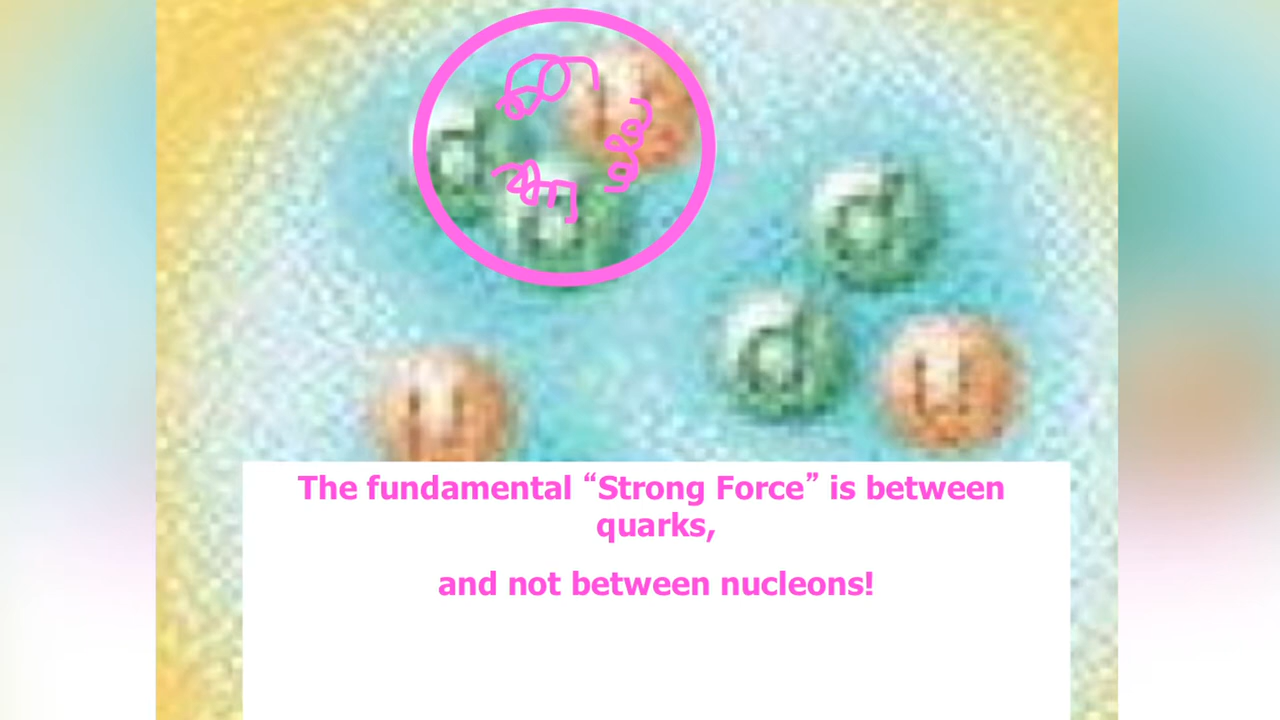 u
d
d
d
d
u
u
The fundamental “Strong Force” is between
quarks,
and not between nucleons!